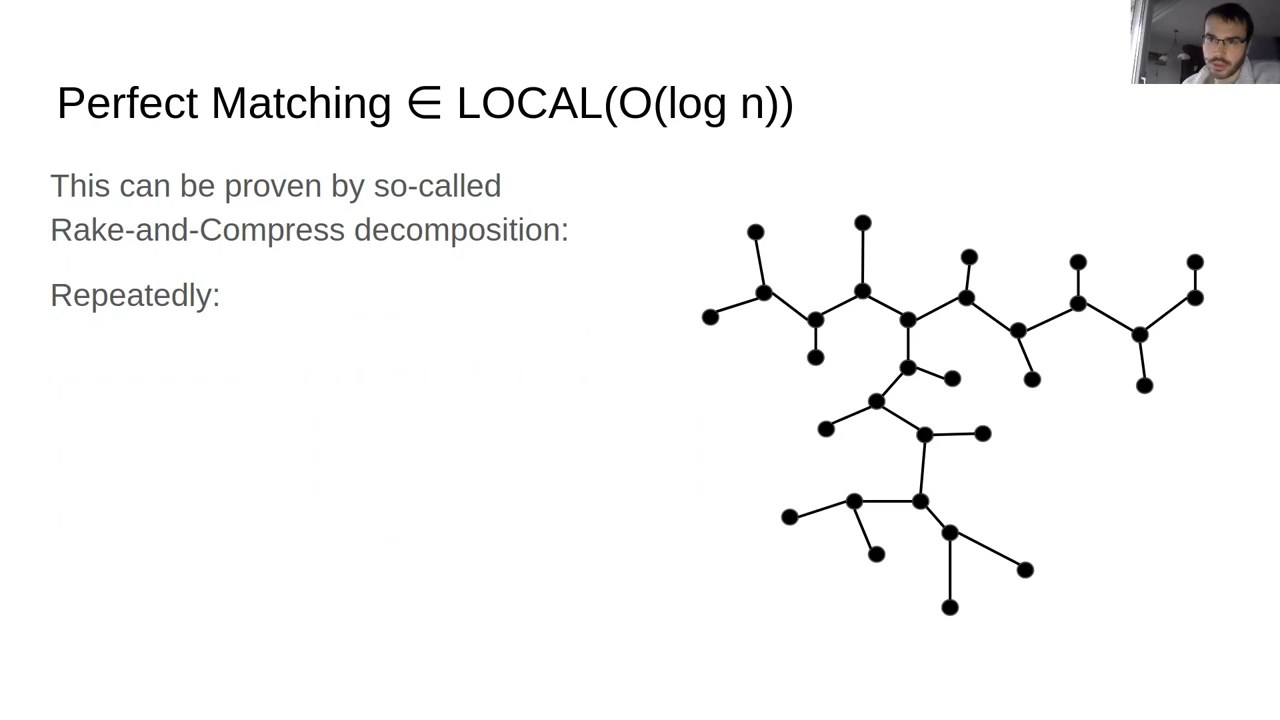 Perfect Matching ∈ LOCAL(O(log n))
This can be proven by so-called
Rake-and-Compress decomposition:
Repeatedly: